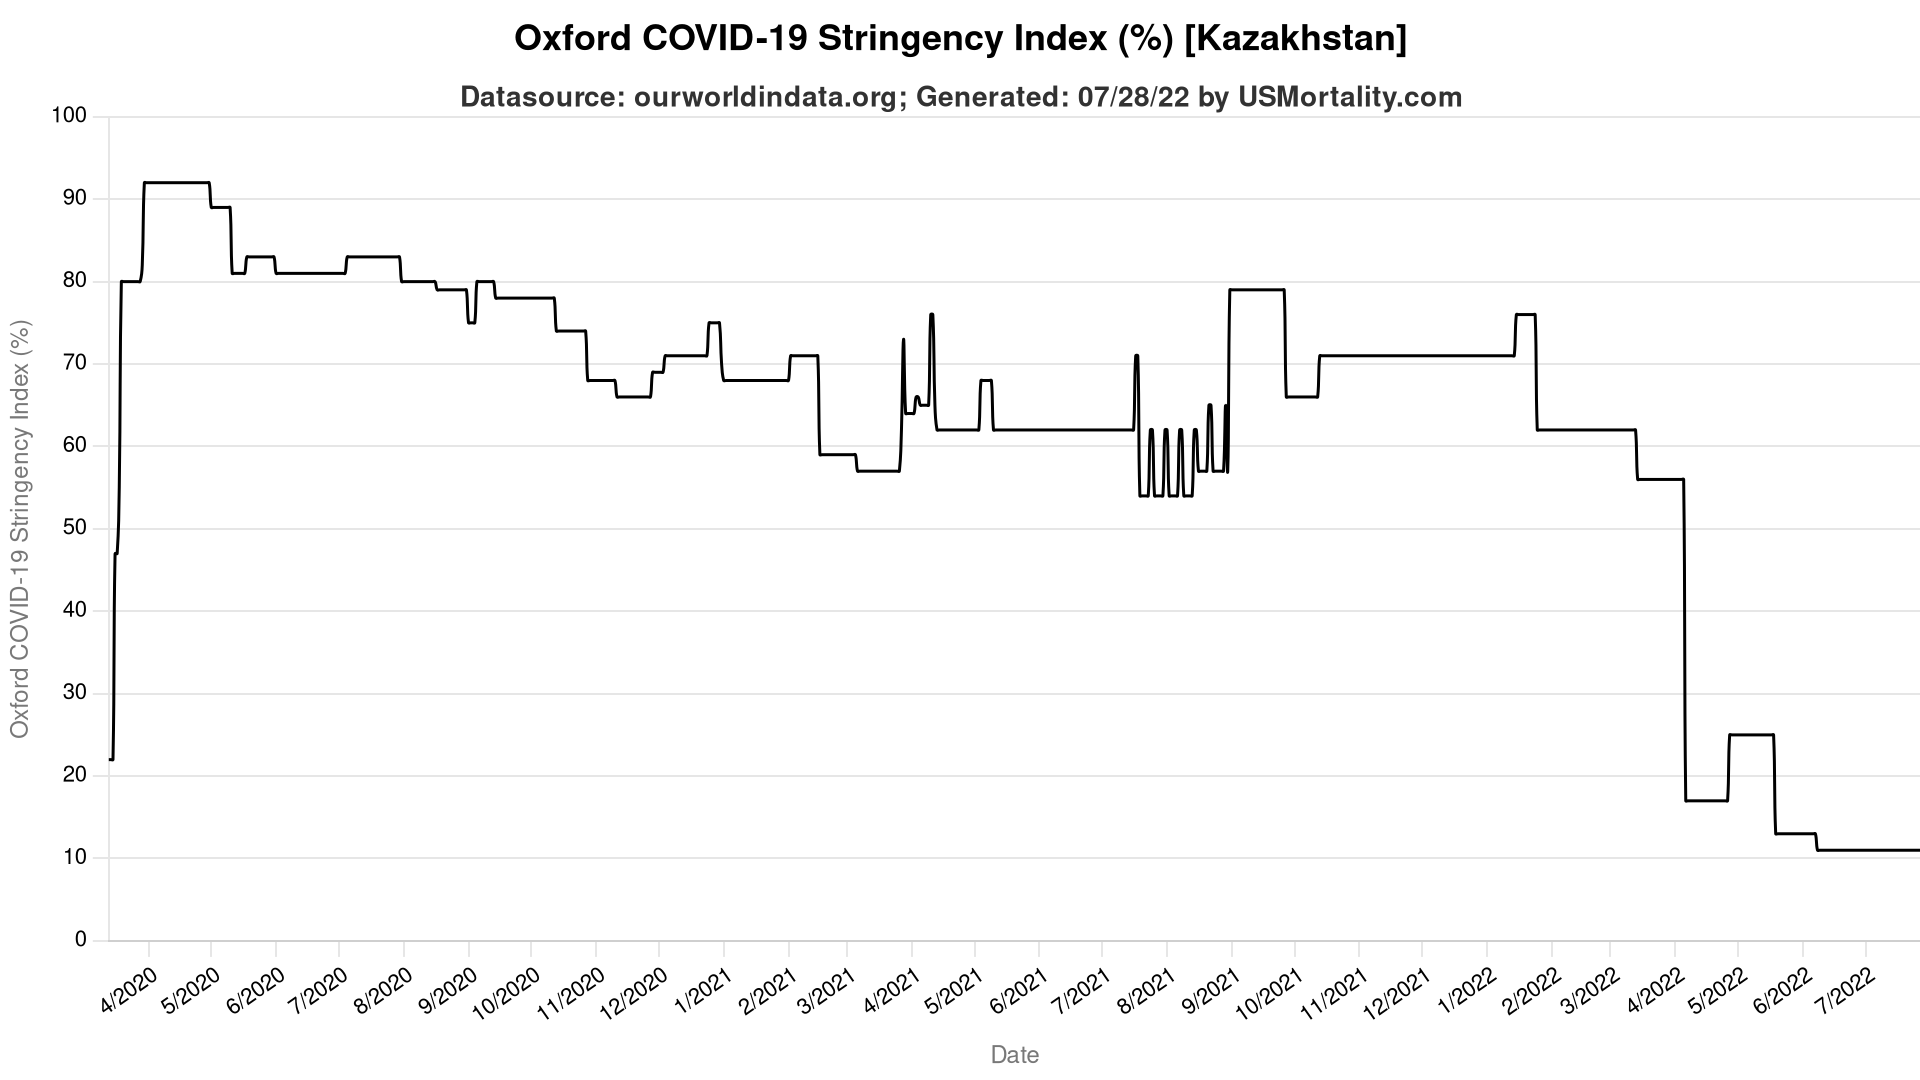 Oxford COVID-19 Stringency Index (%) [Kazakhstan]
Datasource: ourworldindata.org; Generated: 07/28/22 by USMortality.com
Oxford COVID-19 Stringency Index (%)
100
90
80
70
60
50
40
30
20
10
0
4/2020 5/2020 6/2020 7/2020 8/2020 9/2020 10/2020 11/2020 12/2020 1/2021 2/2021 3/2021 4/2021 5/2021 6/2021 7/2021 8/2021 9/2021 10/2021 11/2021 12/2021 1/2022 2/2022 3/2022 4/2022 5/2022 6/2022 7/2022
Date